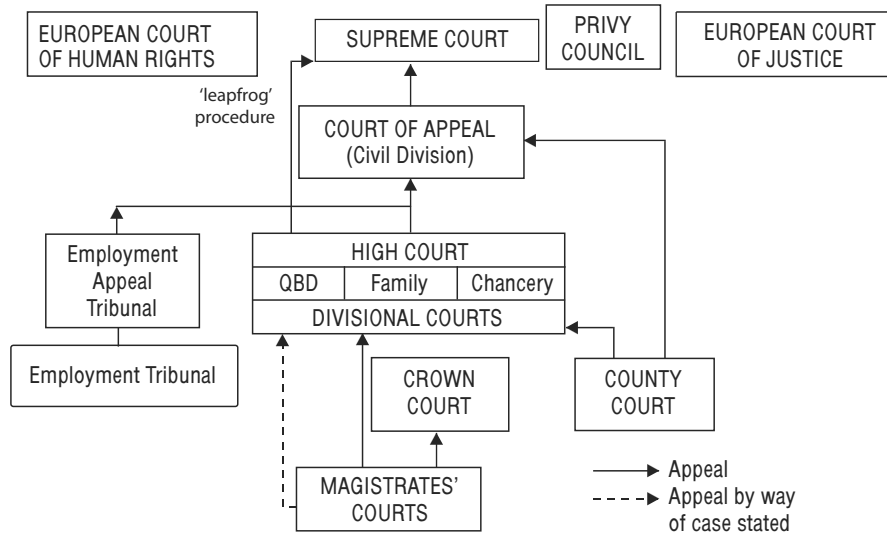 EUROPEAN COURT
OF HUMAN RIGHTS
SUPREME COURT
PRIVY
COUNCIL
EUROPEAN COURT
OF JUSTICE
'leapfrog'
procedure
COURT OF APPEAL
(Civil Division)
Employment
Appeal
Tribunal
HIGH COURT
QBD
Family
Chancery
DIVISIONAL COURTS
Employment Tribunal
CROWN
COURT
COUNTY
COURT
MAGISTRATES'
COURTS
Appeal
Appeal by way
of case stated